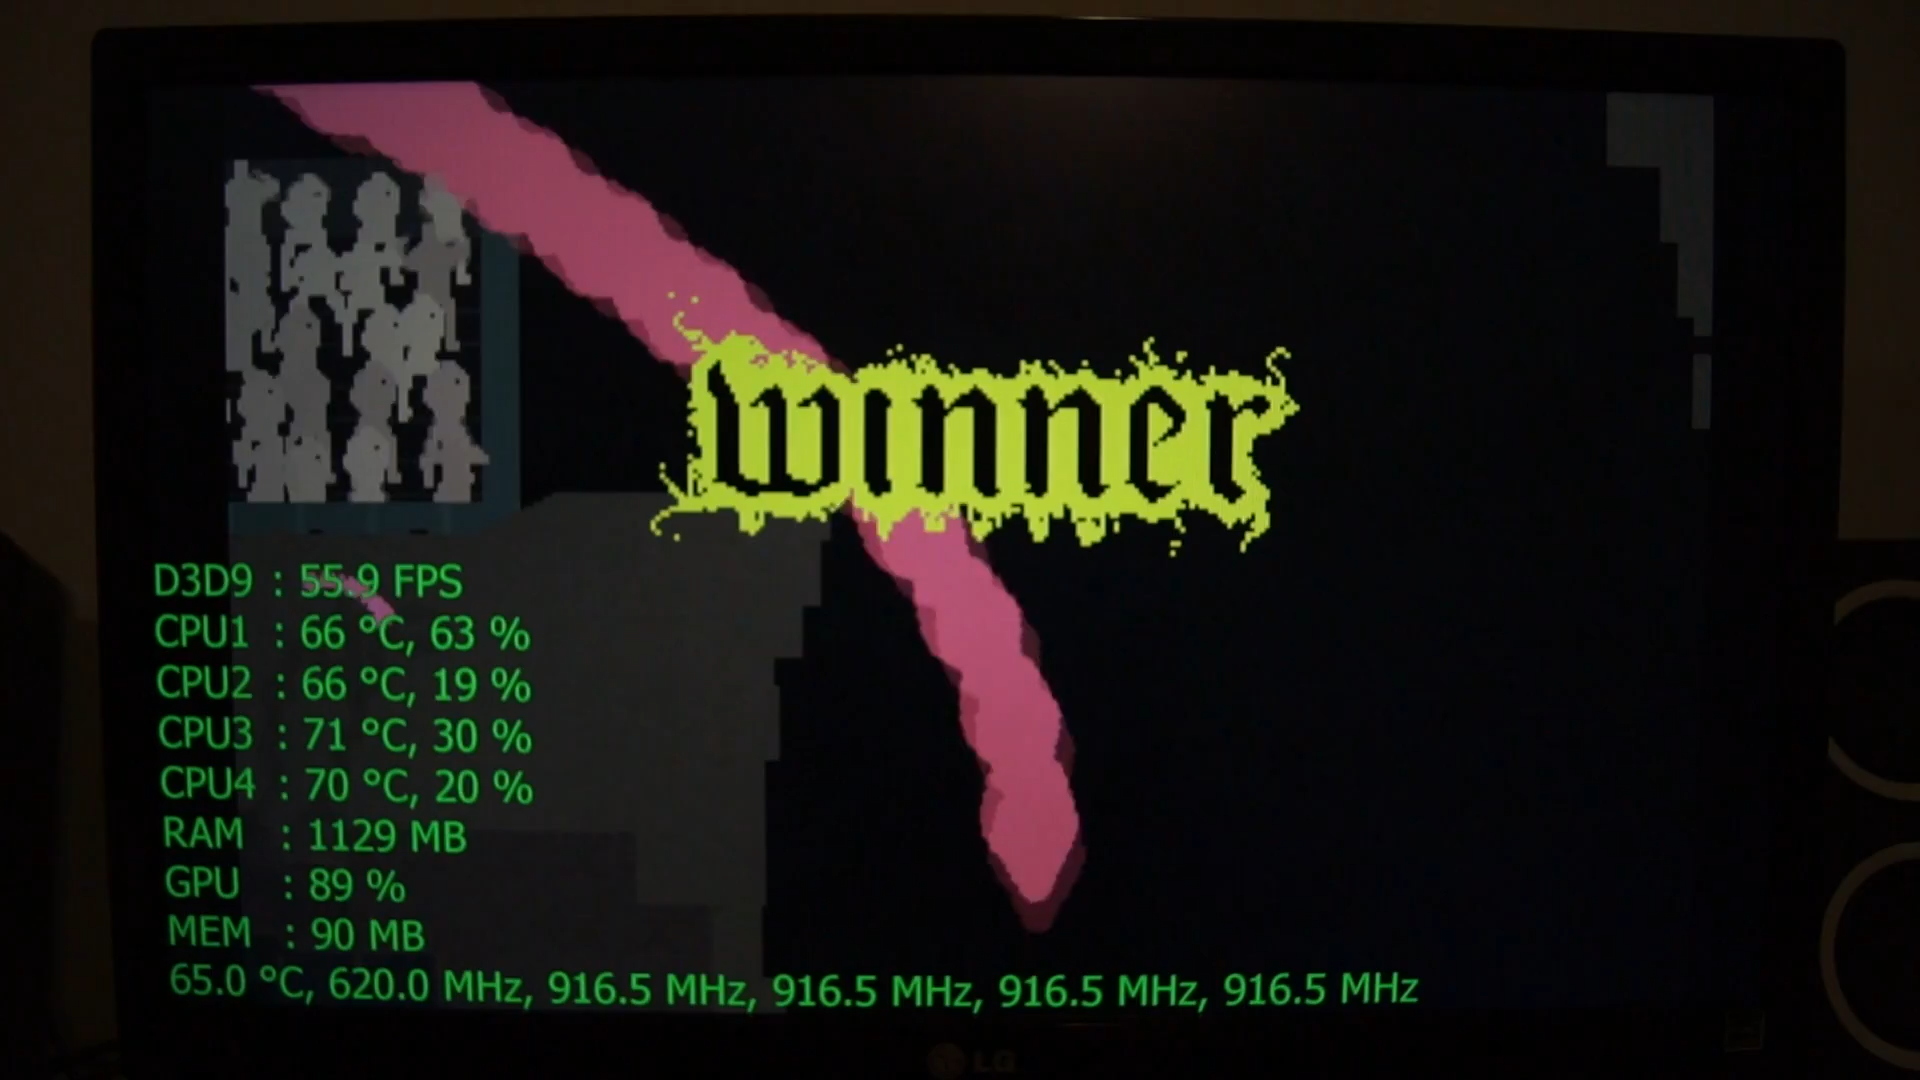 winner
D3D9 : 55.9 FPS
CPU1 : 66 °C, 63 %
CPU2 : 66 °C, 19 %
CPU3 : 71 °C, 30 %
CPU4 : 70 °C, 20 %
RAM : 1129 MB
GPU : 89 %
MEM : 90 MB
65.0 °C, 620.0 MHz, 916.5 MHz, 916.5 MHz, 916.5 MHz, 916.5 MHz
LG